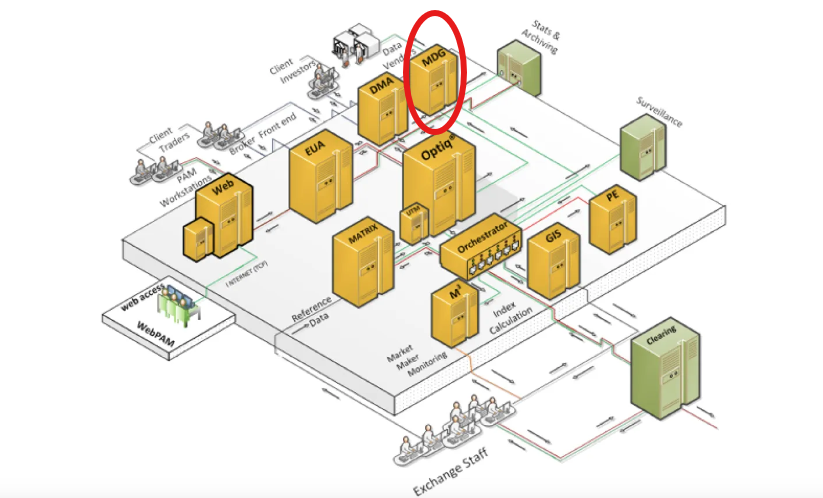 Stats &
Archiving
Data
Vendors
MDG
Client
Investors
DMA
Surveillance
Client
Traders
Broker Front end
EUA
Optiq®
PAM
Workstations
Web
UTM
PE
MATRIX
Orchestrator
GIS
INTERNET (TCP)
web access
WebPAM
Reference
Data
M³
Index
Calculation
Clearing
Market
Maker
Monitoring
Exchange Staff